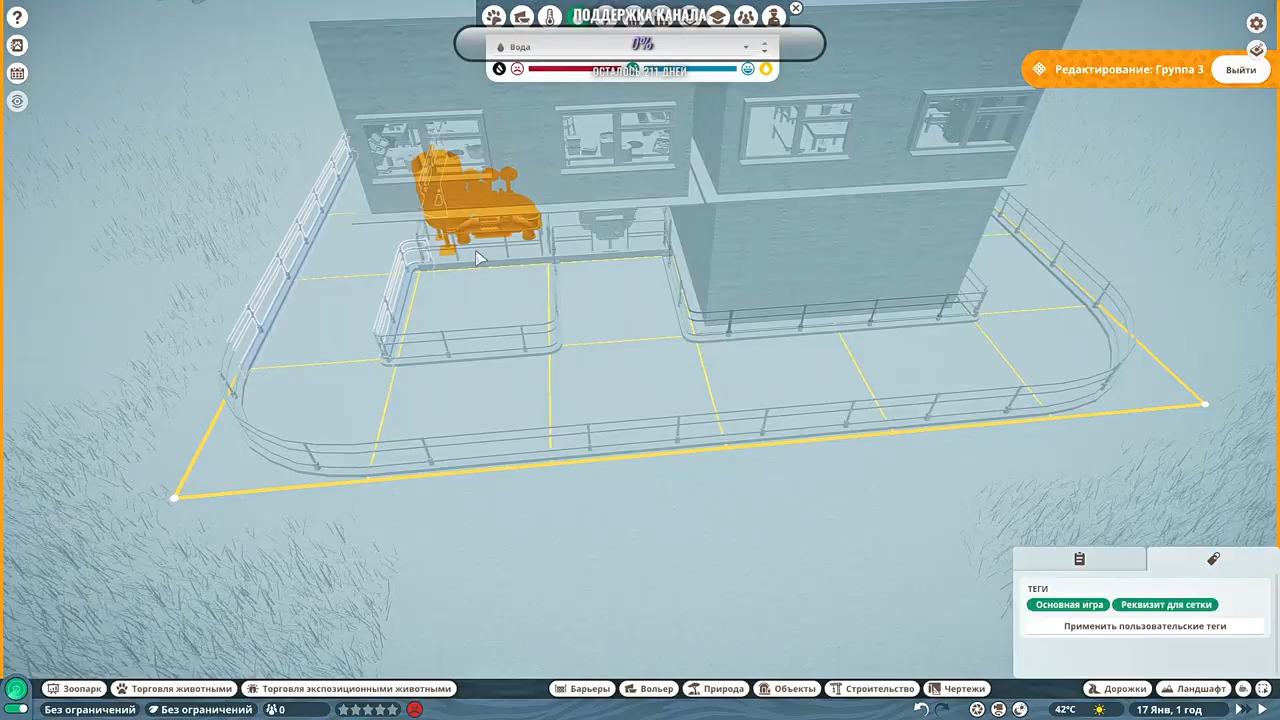 ПОДДЕРЖКА КАНАЛА
Вода
0%
ОСТАЛОСЬ 211 ДНЕЙ
Редактирование: Группа 3
Выйти
ТЕГИ
Основная игра
Реквизит для сетки
Применить пользовательские теги
Зоопарк
Торговля животными
Торговля экспозиционными животными
Барьеры
Вольер
Природа
Объекты
Строительство
Чертежи
Дорожки
Ландшафт
Без ограничений
Без ограничений
0
42°C
17 Янв, 1 год